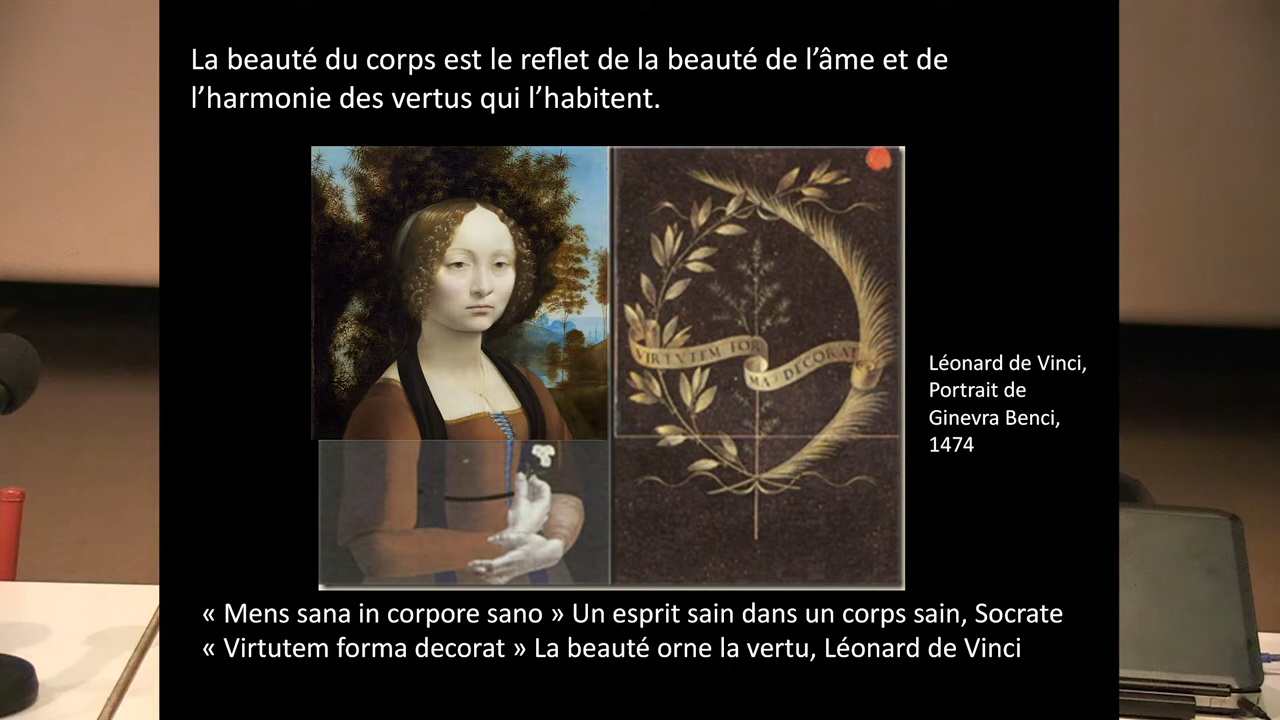 La beauté du corps est le reflet de la beauté de l’âme et de
l’harmonie des vertus qui l’habitent.
VIRTVTEM FOR
MA DECORAT
Léonard de Vinci,
Portrait de
Ginevra Benci,
1474
« Mens sana in corpore sano » Un esprit sain dans un corps sain, Socrate
« Virtutem forma decorat » La beauté orne la vertu, Léonard de Vinci